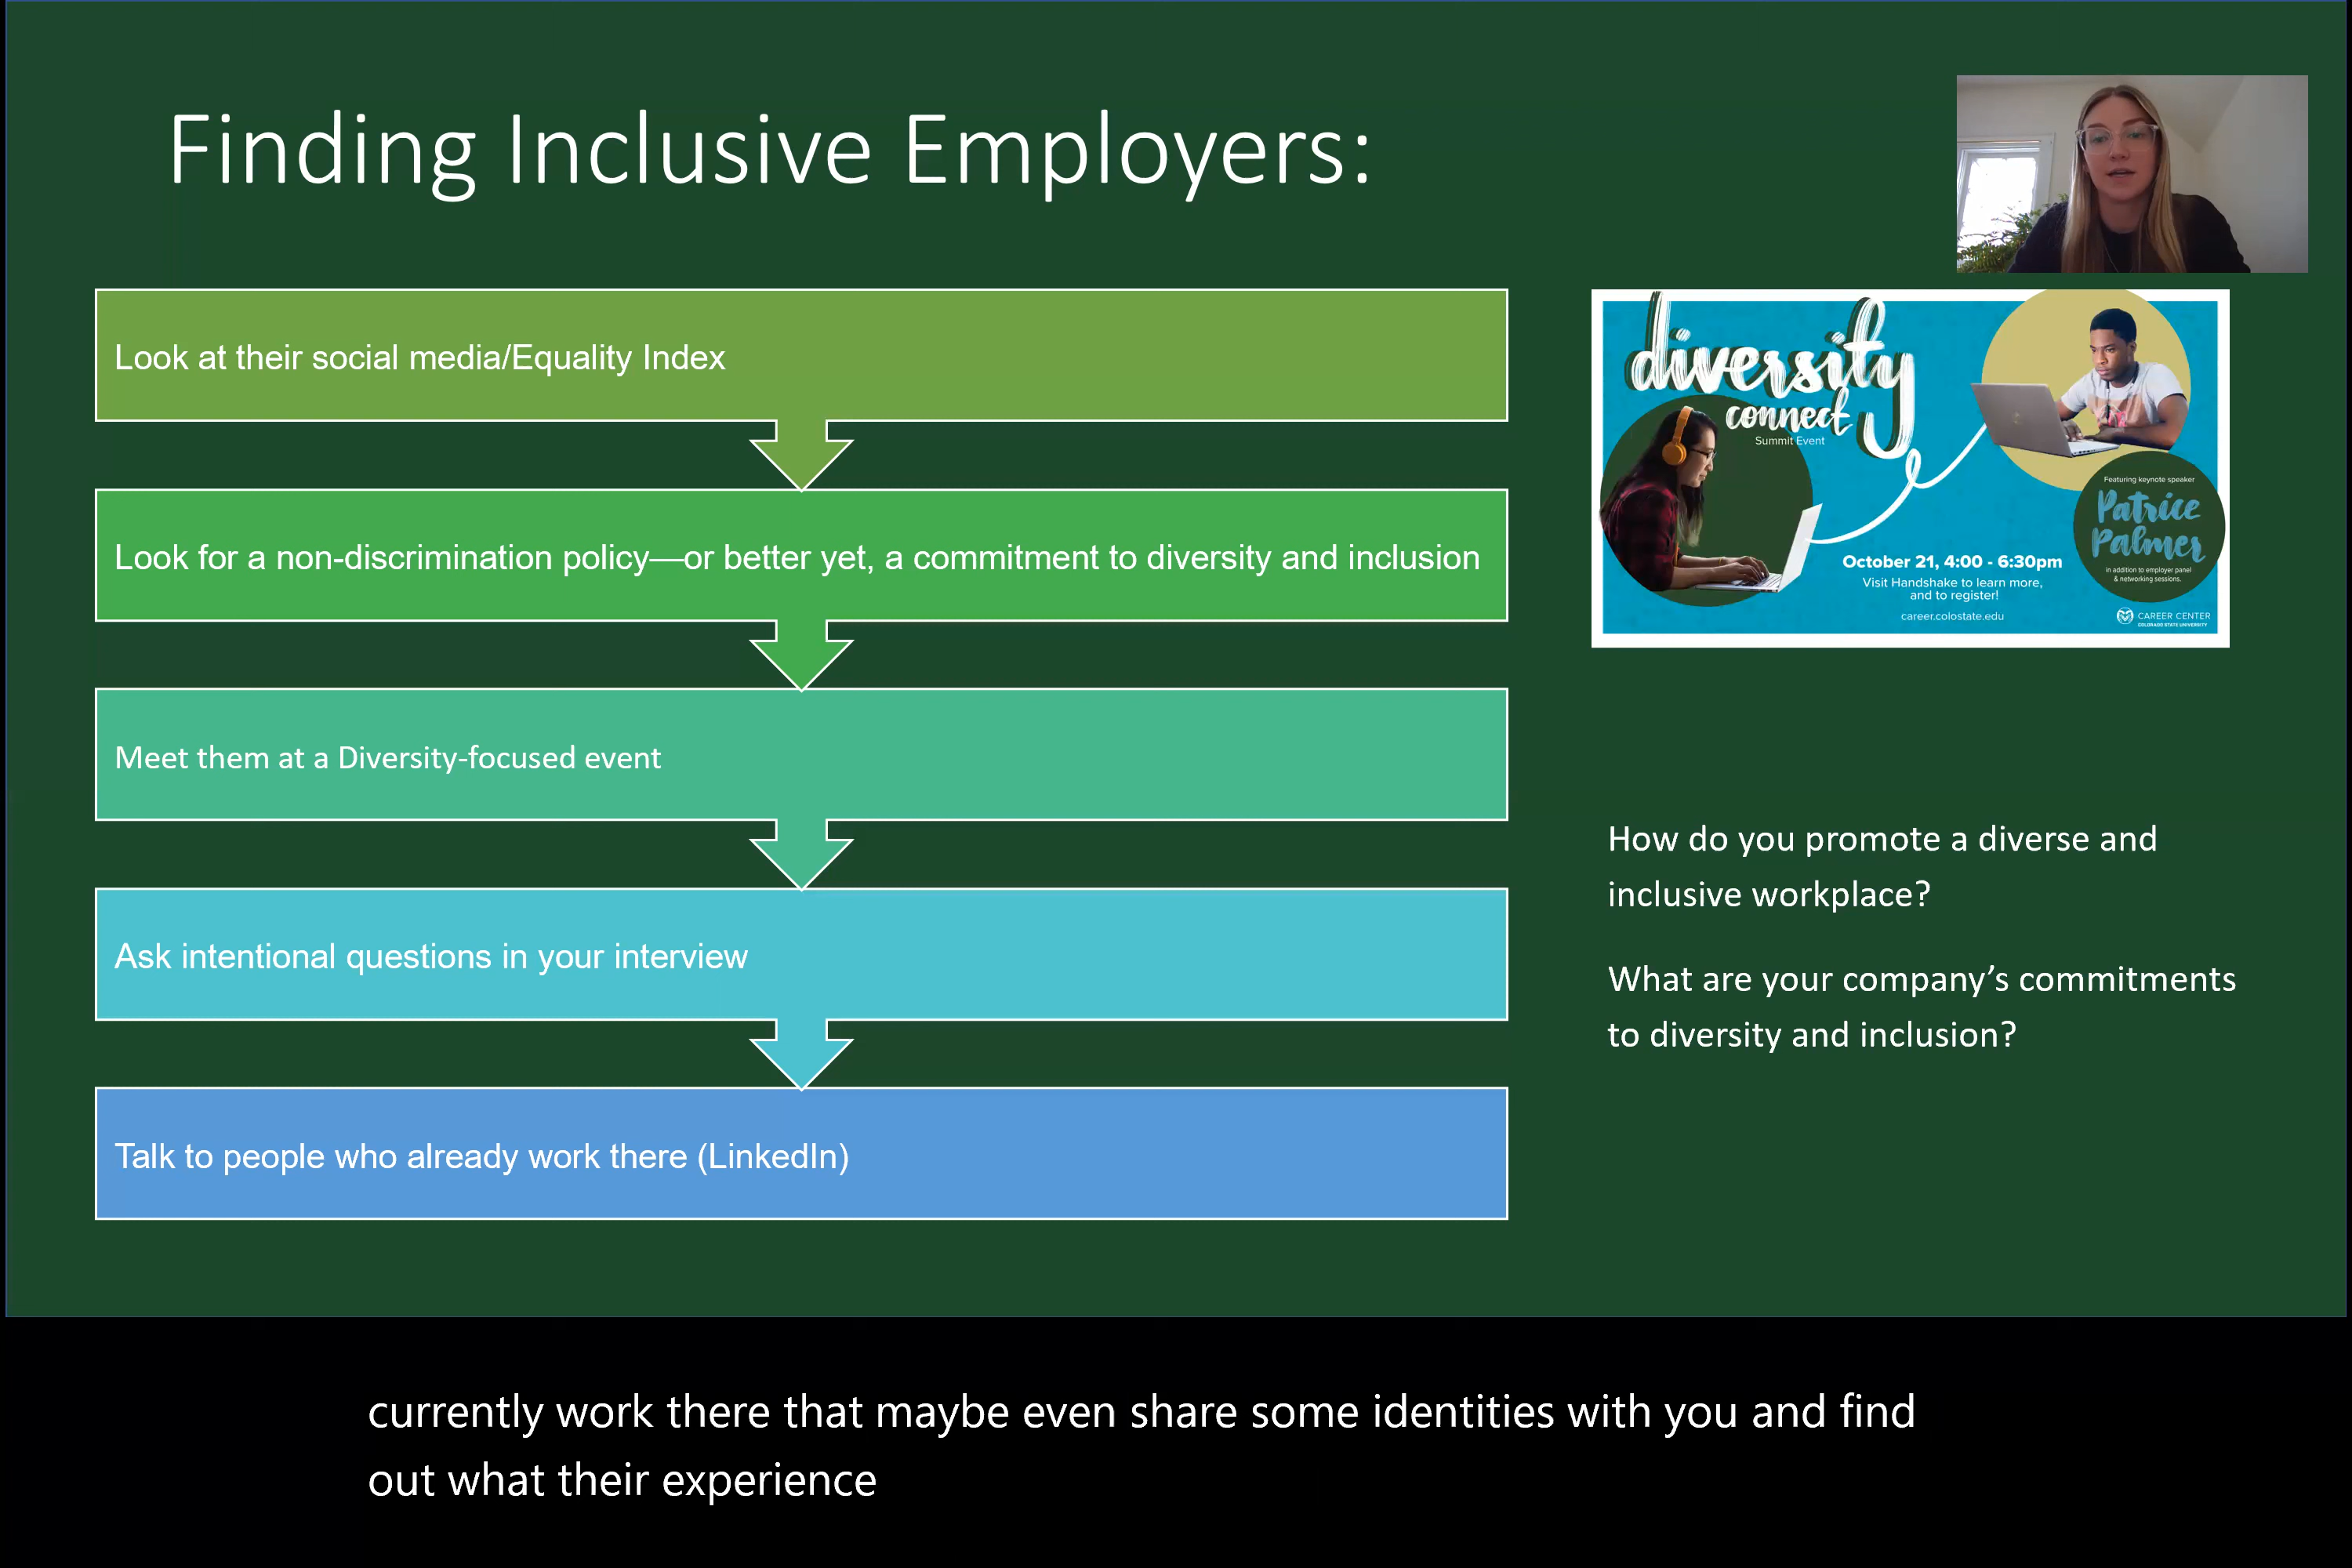 Finding Inclusive Employers:
Look at their social media/Equality Index
Look for a non-discrimination policy—or better yet, a commitment to diversity and inclusion
Meet them at a Diversity-focused event
Ask intentional questions in your interview
Talk to people who already work there (LinkedIn)
diversity
connect
Summit Event
Featuring keynote speaker
Patrice
Palmer
in addition to employer panel
& networking sessions.
October 21, 4:00 - 6:30pm
Visit Handshake to learn more,
and to register!
career.colostate.edu
CAREER CENTER
COLORADO STATE UNIVERSITY
How do you promote a diverse and
inclusive workplace?
What are your company’s commitments
to diversity and inclusion?
currently work there that maybe even share some identities with you and find
out what their experience